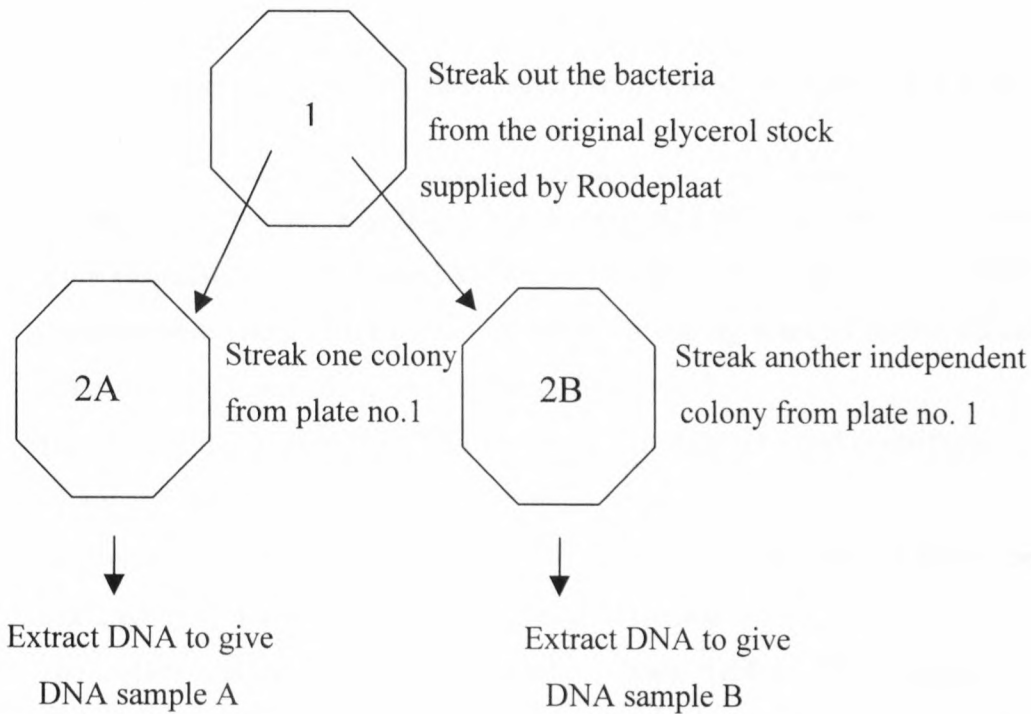 1
Streak out the bacteria
from the original glycerol stock
supplied by Roodeplaat
2A
Streak one colony
from plate no.1
2B
Streak another independent
colony from plate no. 1
Extract DNA to give
DNA sample A
Extract DNA to give
DNA sample B